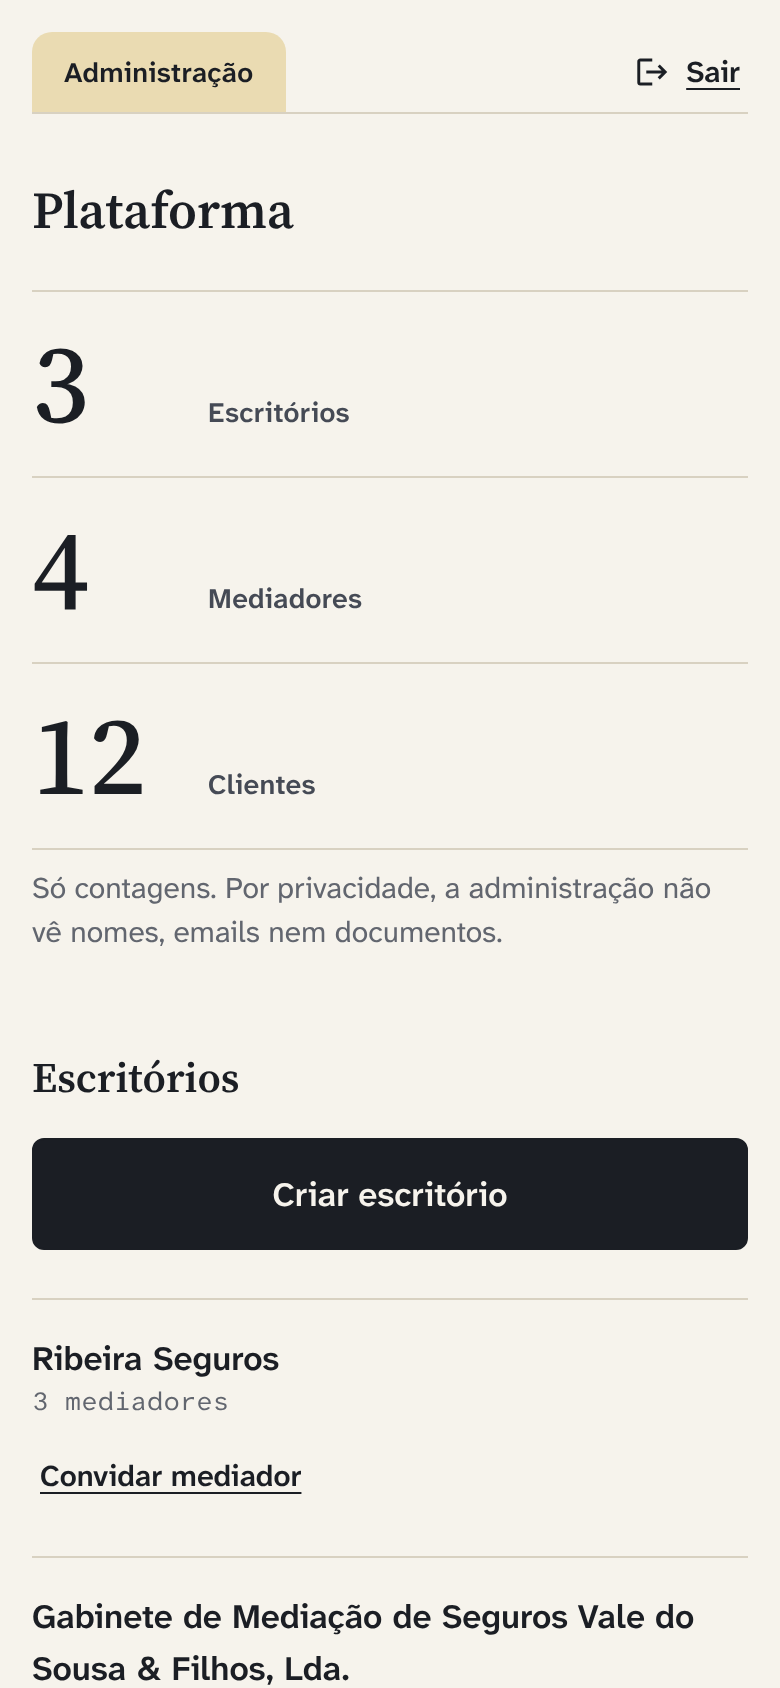 Administração
Sair
Plataforma
3 Escritórios
4 Mediadores
12 Clientes
Só contagens. Por privacidade, a administração não
vê nomes, emails nem documentos.
Escritórios
Criar escritório
Ribeira Seguros
3 mediadores
Convidar mediador
Gabinete de Mediação de Seguros Vale do
Sousa & Filhos, Lda.